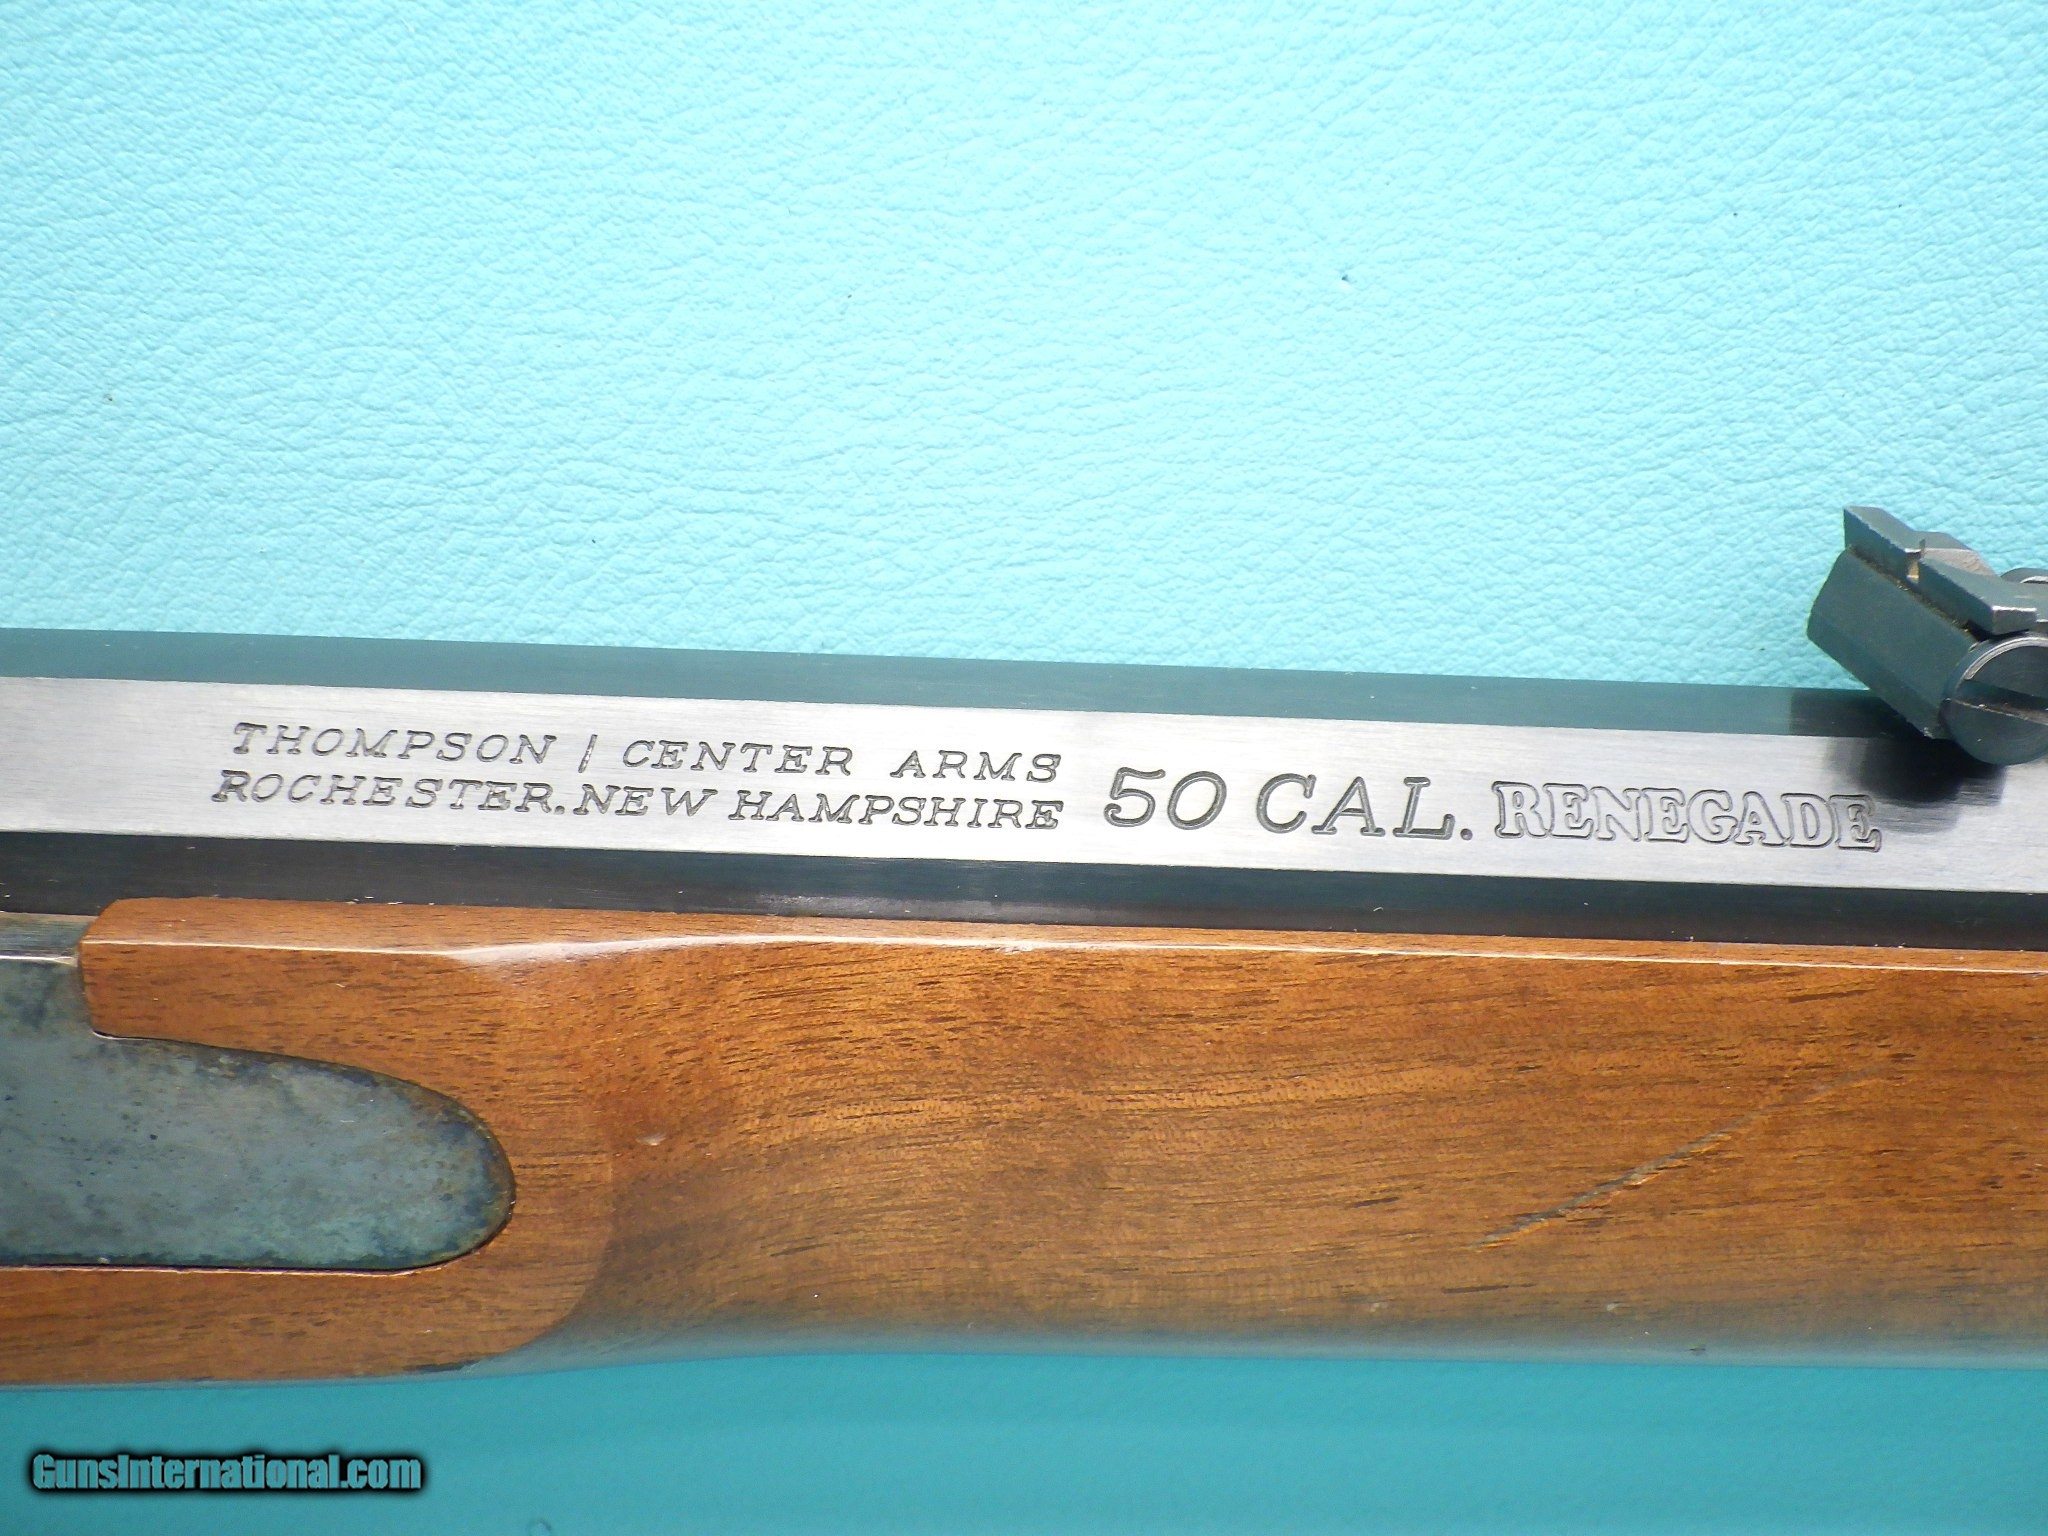 THOMPSON / CENTER ARMS
ROCHESTER. NEW HAMPSHIRE
50 CAL. RENEGADE
GunsInternational.com